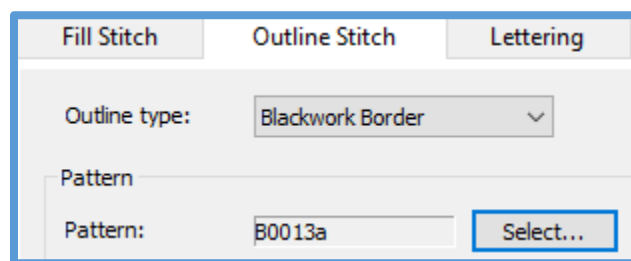 Fill Stitch Outline Stitch Lettering
Outline type: Blackwork Border
Pattern
Pattern: B0013a Select...